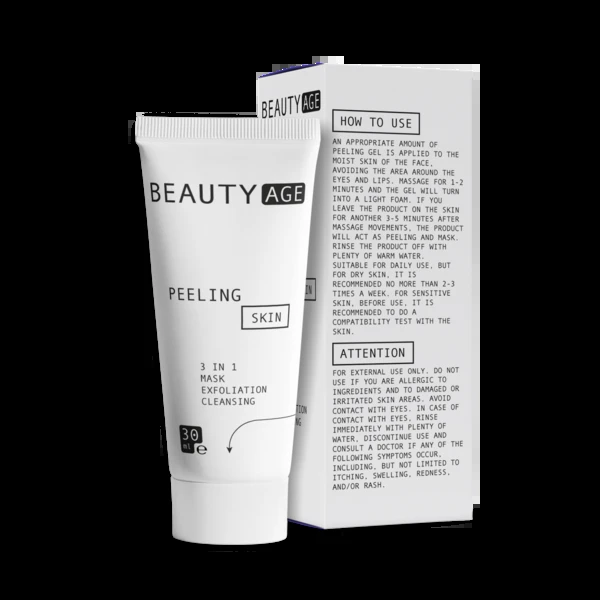 BEAUTY AGE
PEELING
SKIN
3 IN 1
MASK
EXFOLIATION
CLEANSING
30
ml e
BEAUTY AGE
HOW TO USE
AN APPROPRIATE AMOUNT OF
PEELING GEL IS APPLIED TO THE
MOIST SKIN OF THE FACE,
AVOIDING THE AREA AROUND THE
EYES AND LIPS. MASSAGE FOR 1-2
MINUTES AND THE GEL WILL TURN
INTO A LIGHT FOAM. IF YOU
LEAVE THE PRODUCT ON THE SKIN
FOR ANOTHER 3-5 MINUTES AFTER
MASSAGE MOVEMENTS, THE PRODUCT
WILL ACT AS PEELING AND MASK.
RINSE THE PRODUCT OFF WITH
PLENTY OF WARM WATER.
SUITABLE FOR DAILY USE, BUT
FOR DRY SKIN, IT IS
RECOMMENDED NO MORE THAN 2-3
TIMES A WEEK. FOR SENSITIVE
SKIN, BEFORE USE, IT IS
RECOMMENDED TO DO A
COMPATIBILITY TEST WITH THE
SKIN.
ATTENTION
FOR EXTERNAL USE ONLY. DO NOT
USE IF YOU ARE ALLERGIC TO
INGREDIENTS AND TO DAMAGED OR
IRRITATED SKIN AREAS. AVOID
CONTACT WITH EYES. IN CASE OF
CONTACT WITH EYES, RINSE
IMMEDIATELY WITH PLENTY OF
WATER. DISCONTINUE USE AND
CONSULT A DOCTOR IF ANY OF THE
FOLLOWING SYMPTOMS OCCUR,
INCLUDING, BUT NOT LIMITED TO
ITCHING, SWELLING, REDNESS,
AND/OR RASH.